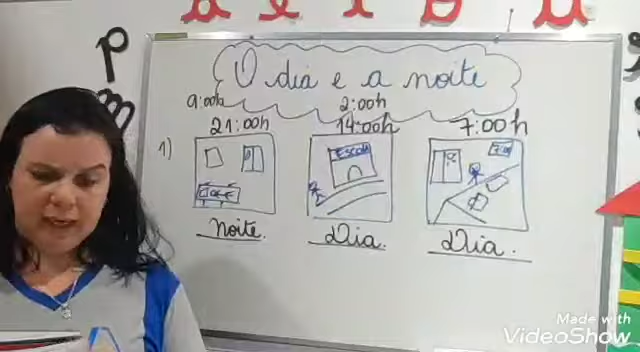 O dia e a noite
9:00h
2:00h
21:00h
14:00h
7:00h
1)
Escola
Noite.
Dia.
Dia.
p
m
Made with
VideoShow